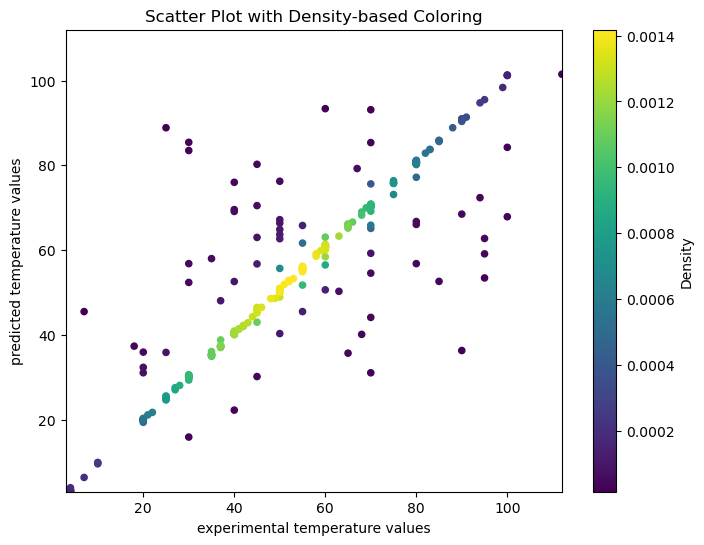 Scatter Plot with Density-based Coloring
100
80
60
40
20
predicted temperature values
20 40 60 80 100
experimental temperature values
0.0014
0.0012
0.0010
0.0008
0.0006
0.0004
0.0002
Density